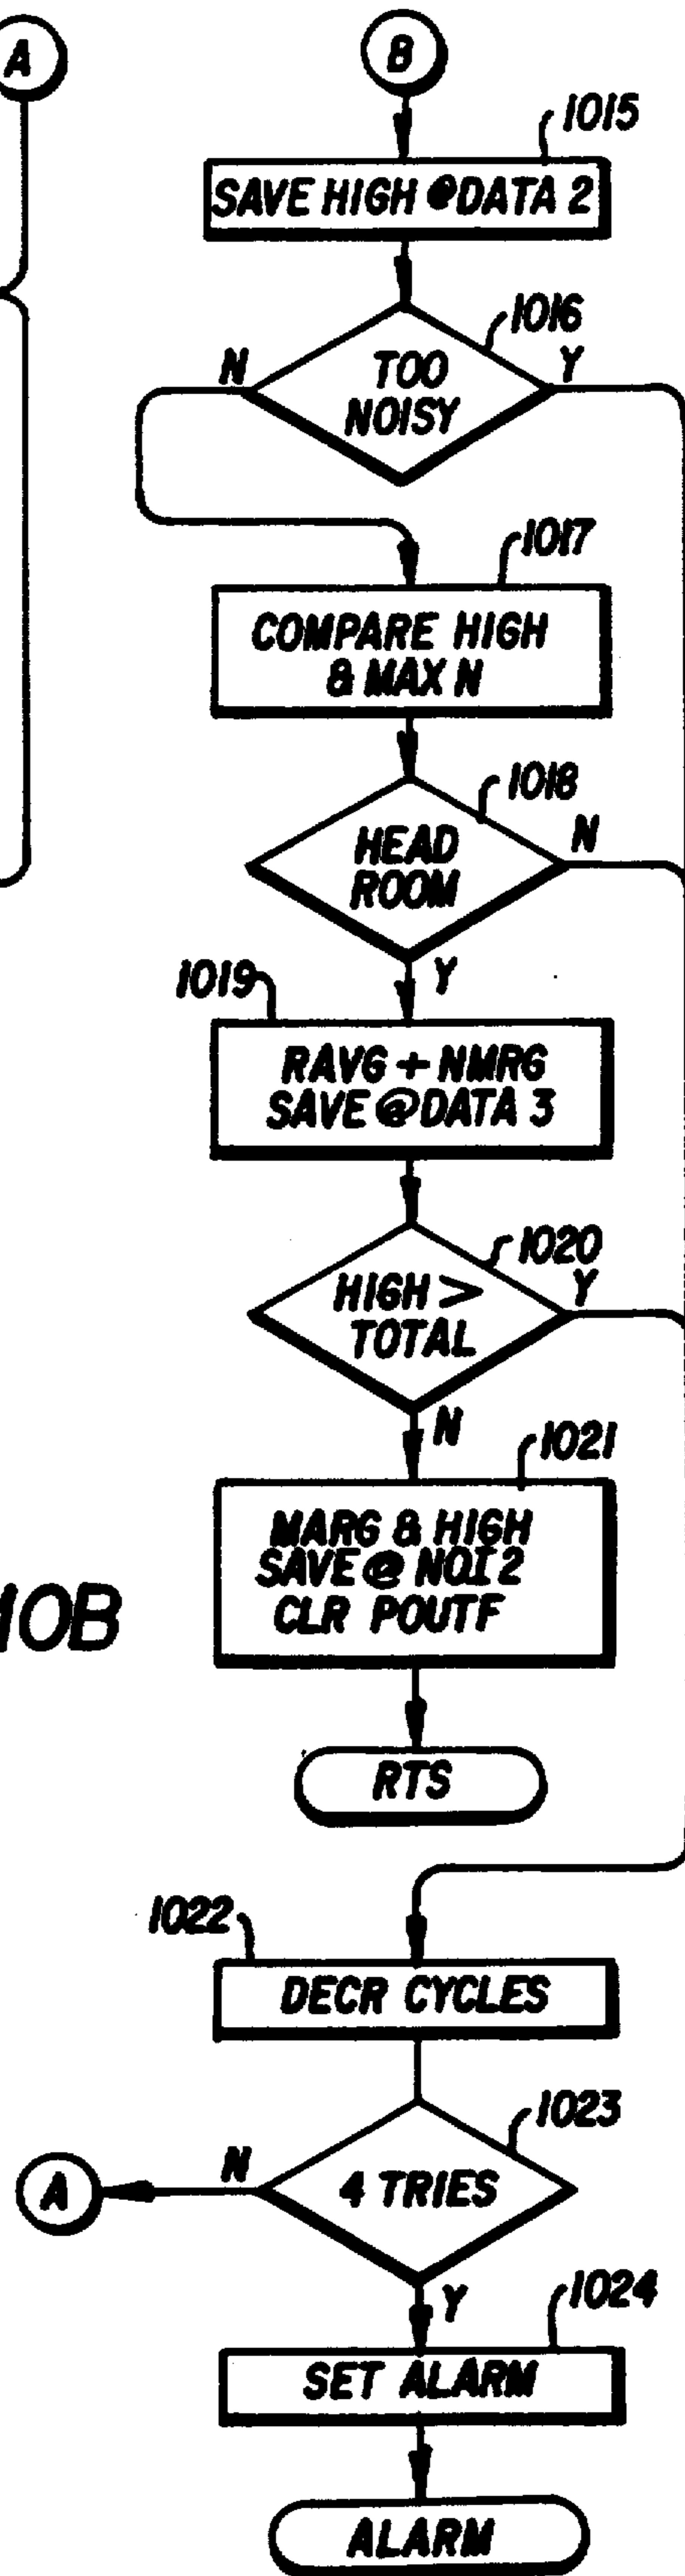 A
B
1015
SAVE HIGH @DATA 2
1016
N
TOO
NOISY
Y
1017
COMPARE HIGH
& MAX N
1018
HEAD
ROOM
N
Y
1019
RAVG + NMRG
SAVE @DATA 3
1020
HIGH >
TOTAL
Y
N
1021
MARG & HIGH
SAVE @ NOI 2
CLR POUTF
10B
RTS
1022
DECR CYCLES
1023
A
N
4 TRIES
Y
1024
SET ALARM
ALARM